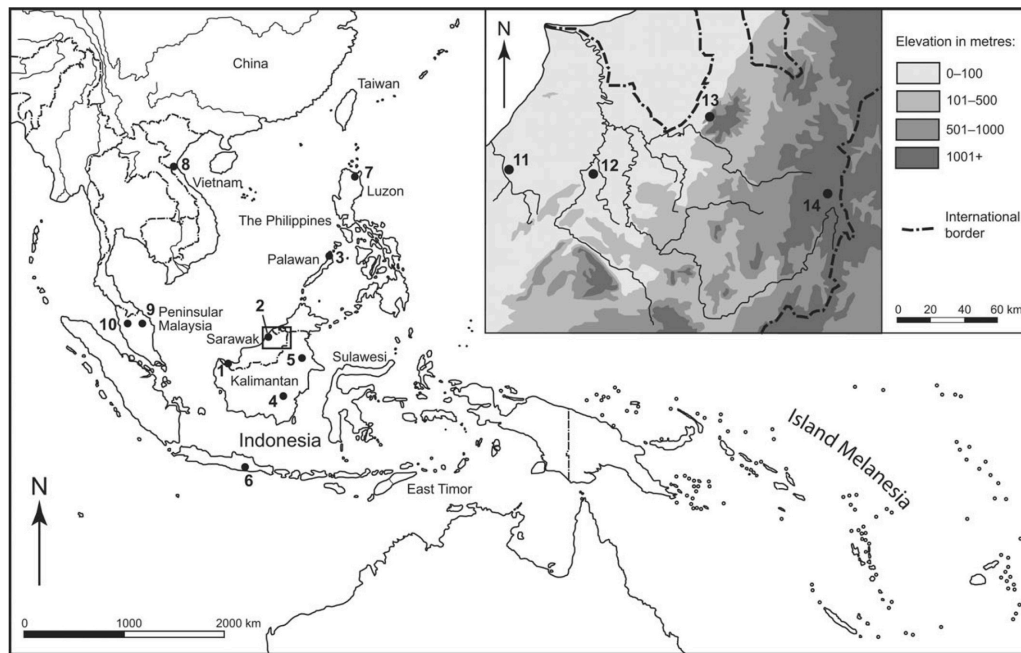 China
Taiwan
8
Vietnam
7
Luzon
The Philippines
Palawan
3
9
Peninsular
Malaysia
10
2
Sarawak
1
5
Kalimantan
4
Sulawesi
Indonesia
6
East Timor
Island Melanesia
N
0 1000 2000 km
N
11
12
13
14
Elevation in metres:
0–100
101–500
501–1000
1001+
International
border
0 20 40 60 km